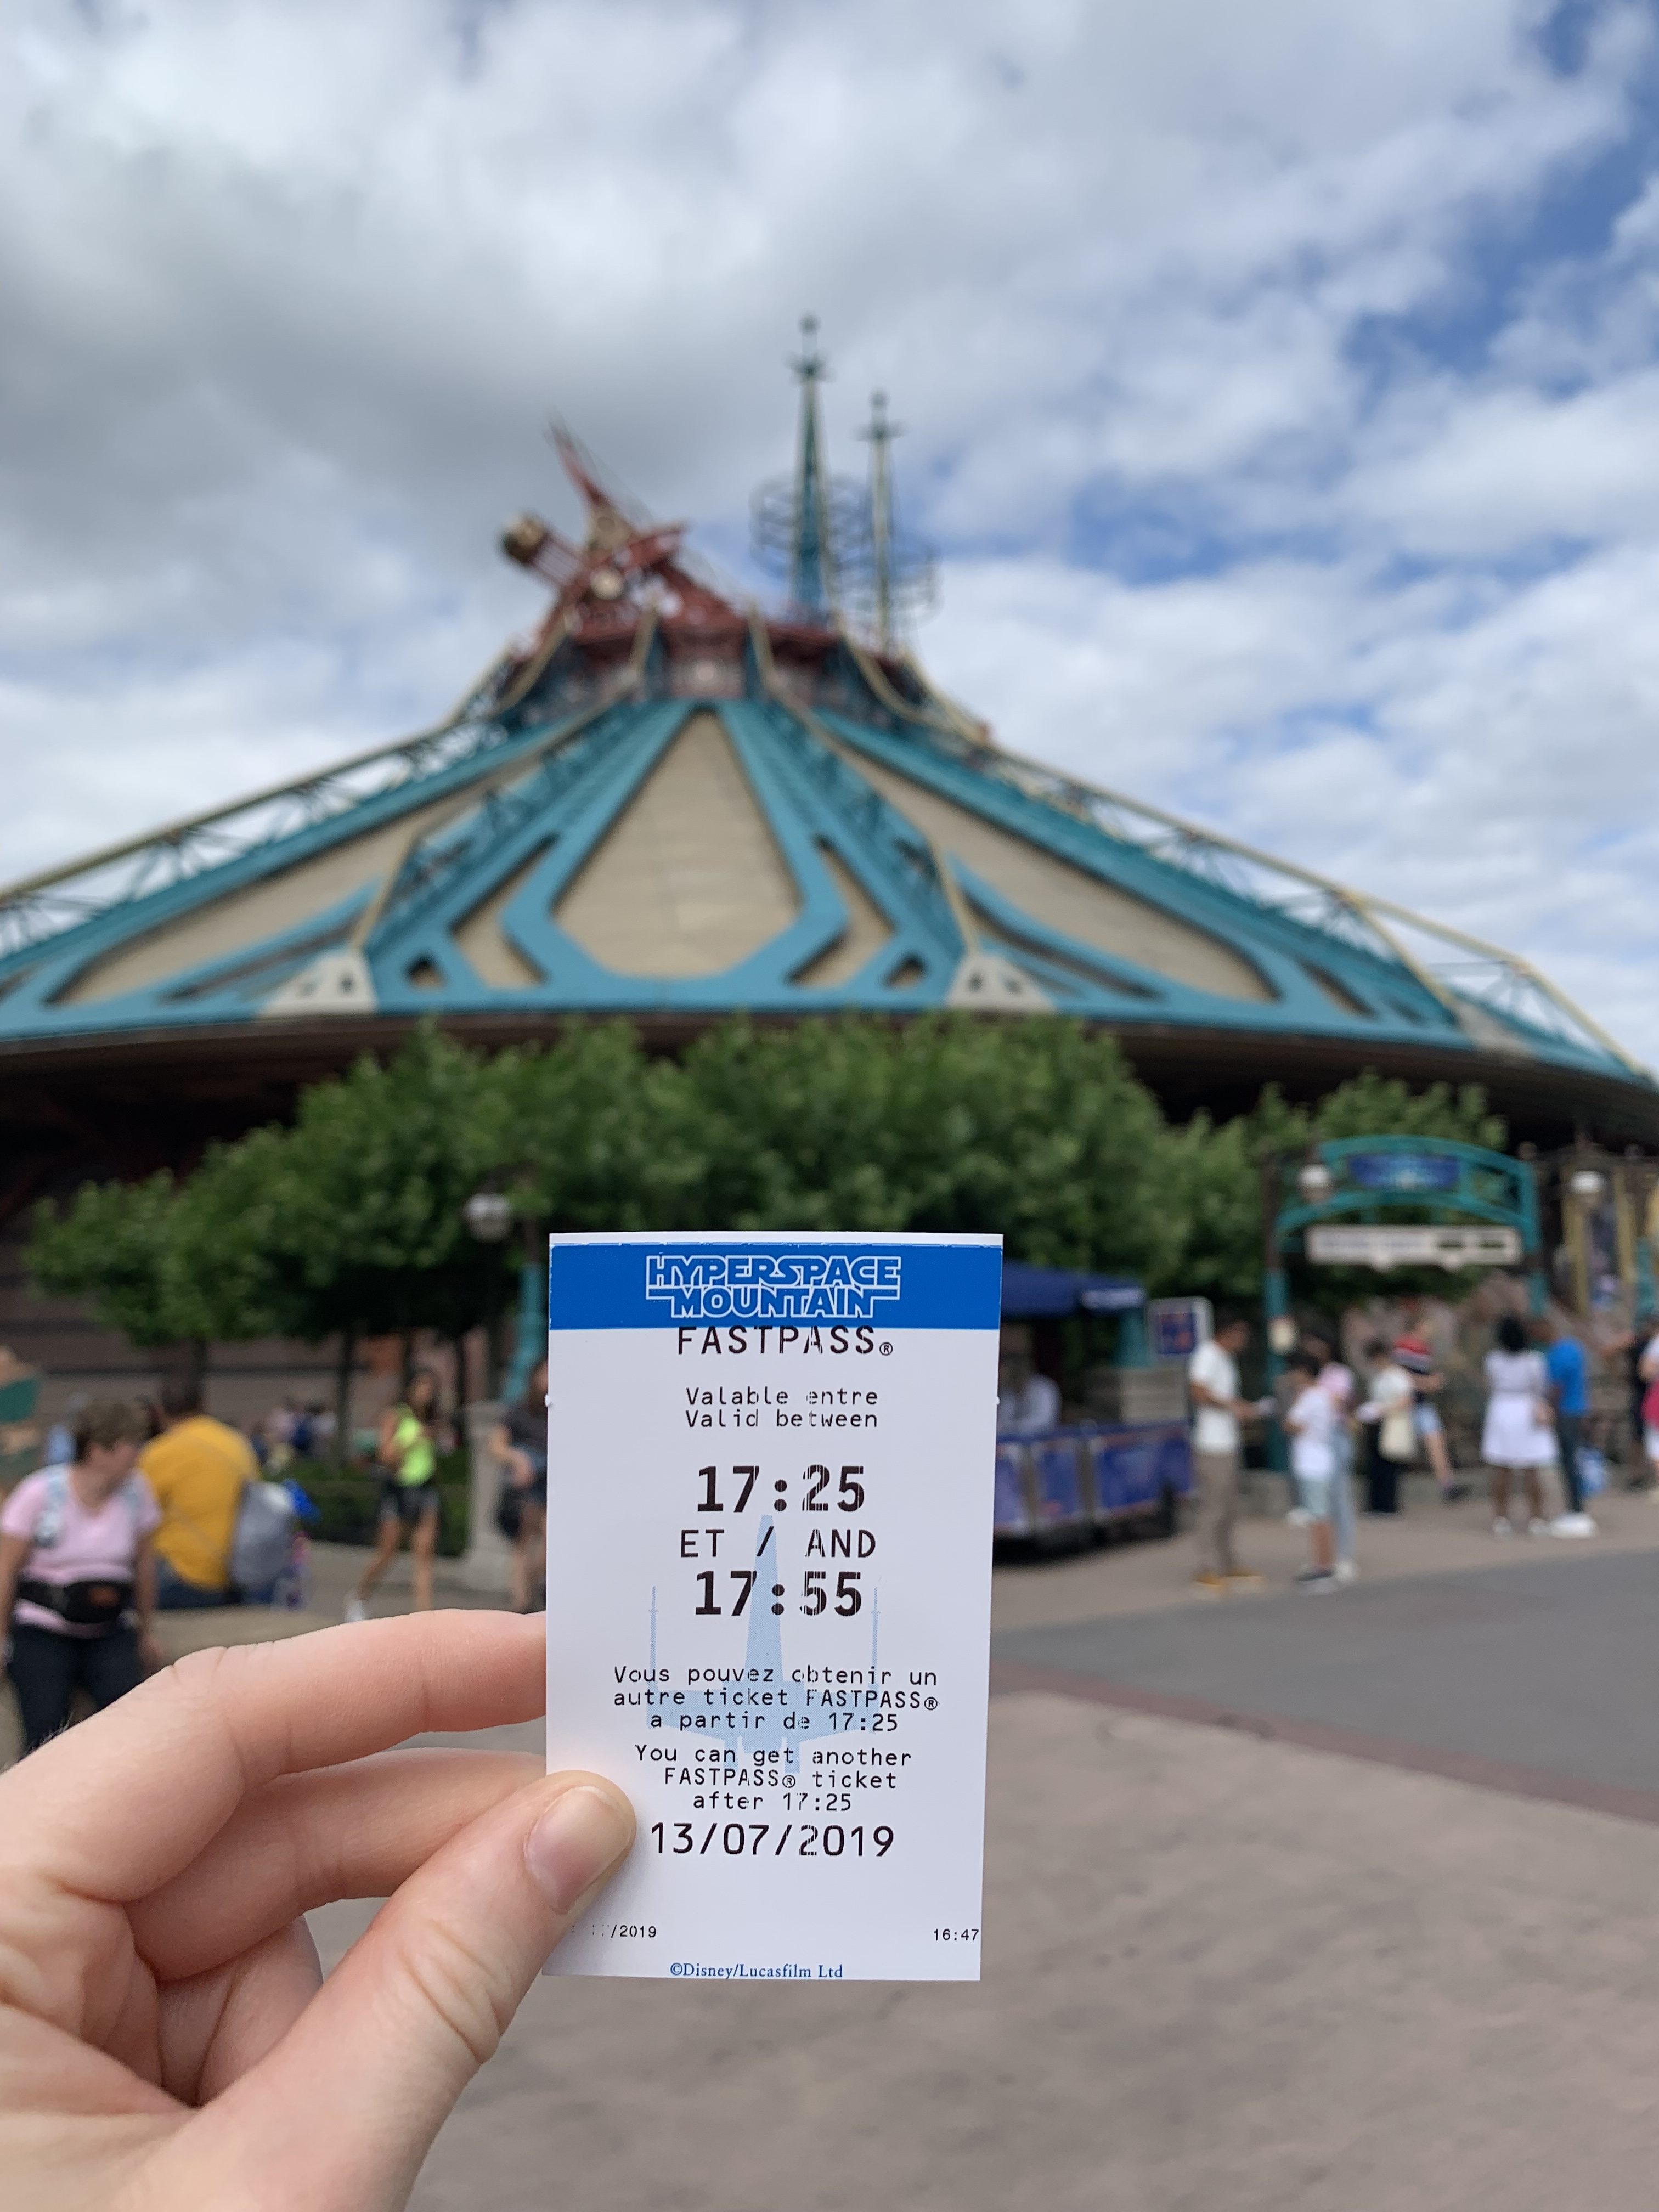 HYPERSPACE
MOUNTAIN
FASTPASS®
Valable entre
Valid between
17:25
ET / AND
17:55
Vous pouvez obtenir un
autre ticket FASTPASS®
a partir de 17:25
You can get another
FASTPASS® ticket
after 17:25
13/07/2019
/2019 16:47
©Disney/Lucasfilm Ltd